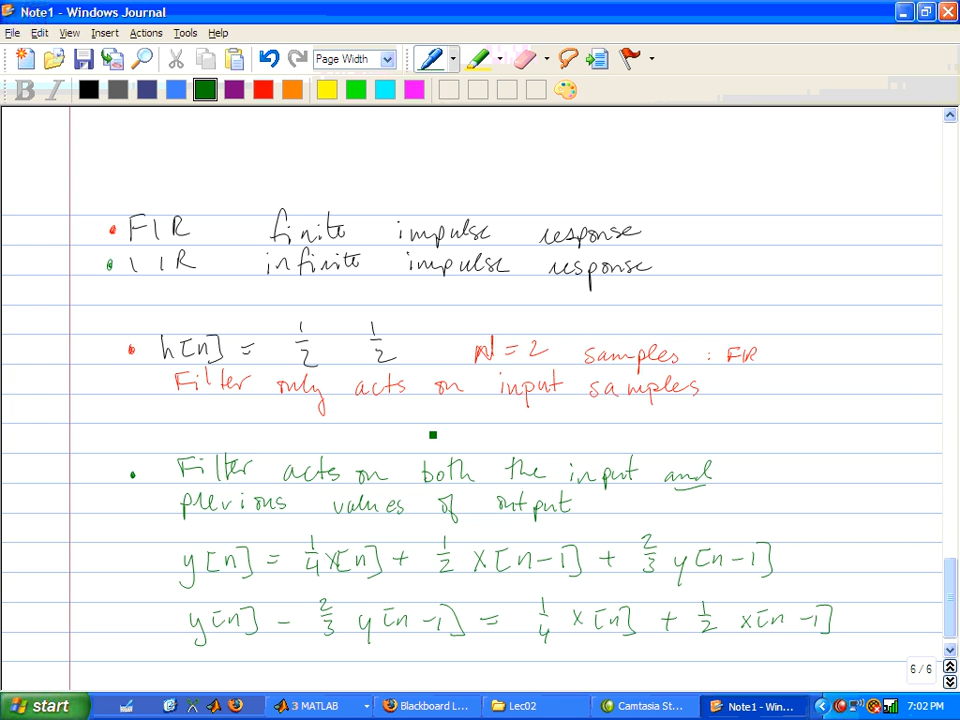 Note1 - Windows Journal
File Edit View Insert Actions Tools Help
Page Width
B I
• FIR finite impulse response
• IIR infinite impulse response
• h[n] = 1/2 1/2 N = 2 samples : FIR
Filter only acts on input samples
• Filter acts on both the input and
previous values of output
y[n] = 1/4 x[n] + 1/2 x[n-1] + 2/3 y[n-1]
y[n] - 2/3 y[n-1] = 1/4 x[n] + 1/2 x[n-1]
6 / 6
start 3 MATLAB Blackboard L... Lec02 Camtasia St... Note1 - Win... 7:02 PM